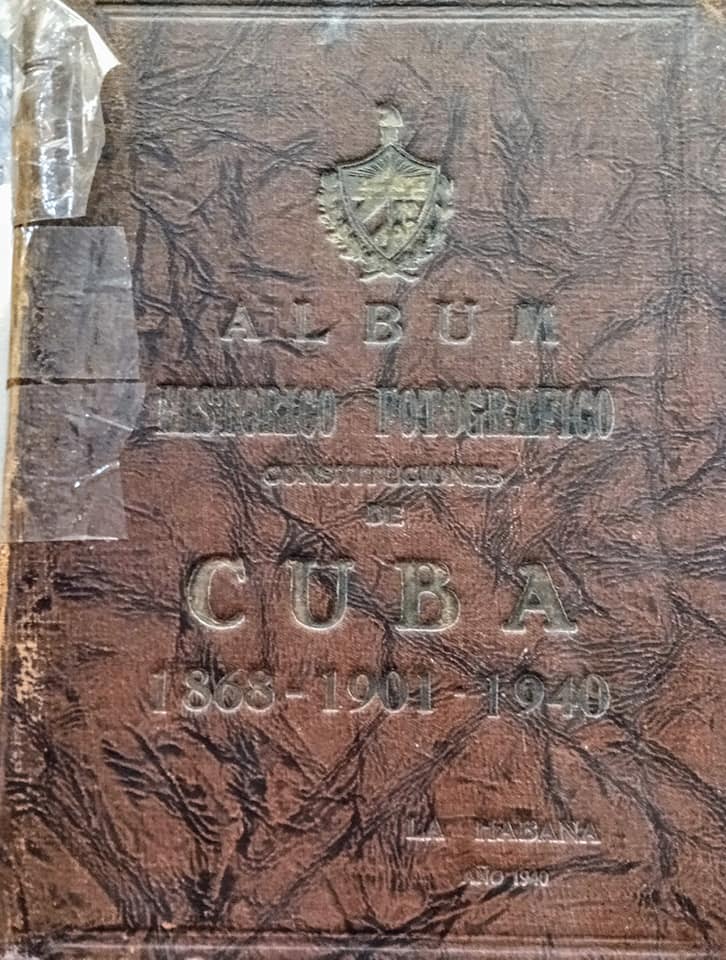 ALBUM
HISTORICO FOTOGRAFICO
CONSTITUCIONES
DE
CUBA
1868-1901-1940
LA HABANA
AÑO 1940